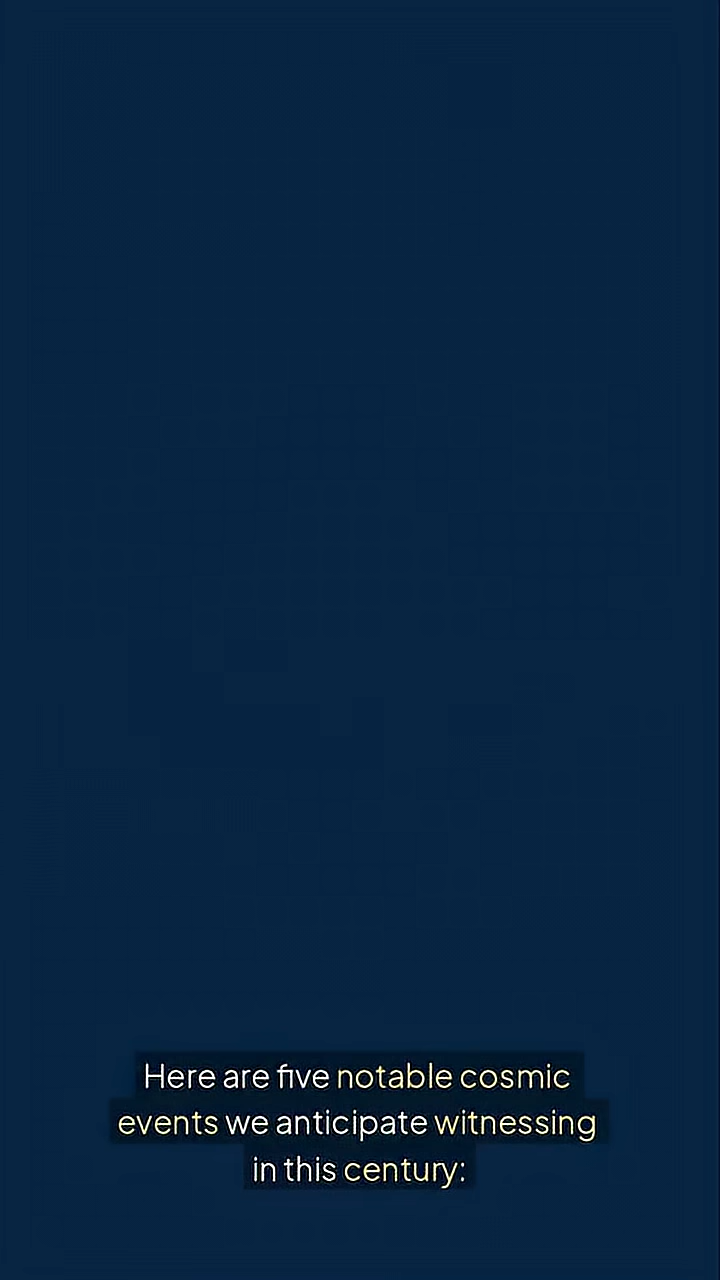 Here are five notable cosmic
events we anticipate witnessing
in this century: